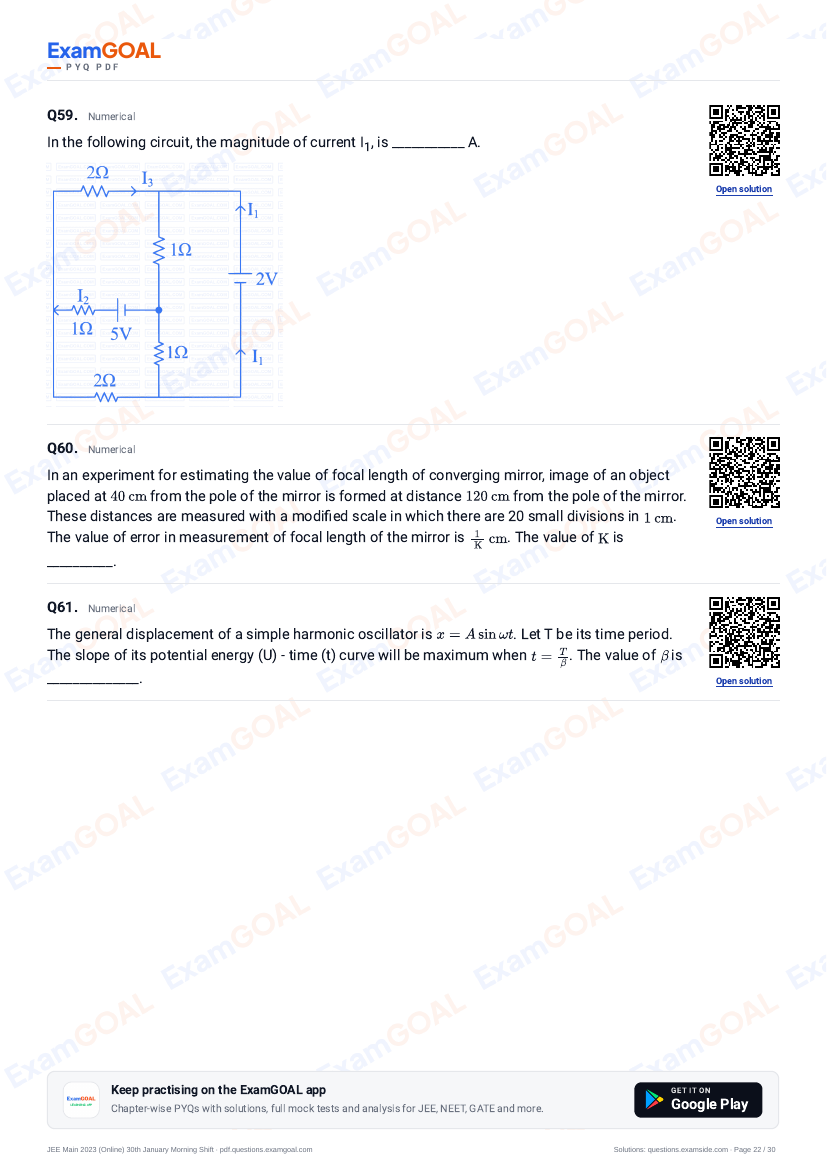 ExamGOAL
PYQ PDF
Q59. Numerical
In the following circuit, the magnitude of current I₁, is ___________ A.
2Ω I₃
I₁
1Ω
2V
I₂
1Ω 5V
1Ω
I₁
2Ω
Open solution
Q60. Numerical
In an experiment for estimating the value of focal length of converging mirror, image of an object
placed at 40 cm from the pole of the mirror is formed at distance 120 cm from the pole of the mirror.
These distances are measured with a modified scale in which there are 20 small divisions in 1 cm.
The value of error in measurement of focal length of the mirror is 1/K cm. The value of K is
__________.
Open solution
Q61. Numerical
The general displacement of a simple harmonic oscillator is x = A sin ωt. Let T be its time period.
The slope of its potential energy (U) - time (t) curve will be maximum when t = T/β. The value of β is
______________.
Open solution
ExamGOAL
Keep practising on the ExamGOAL app
Chapter-wise PYQs with solutions, full mock tests and analysis for JEE, NEET, GATE and more.
GET IT ON
Google Play
JEE Main 2023 (Online) 30th January Morning Shift · pdf.questions.examgoal.com
Solutions: questions.examside.com · Page 22 / 30